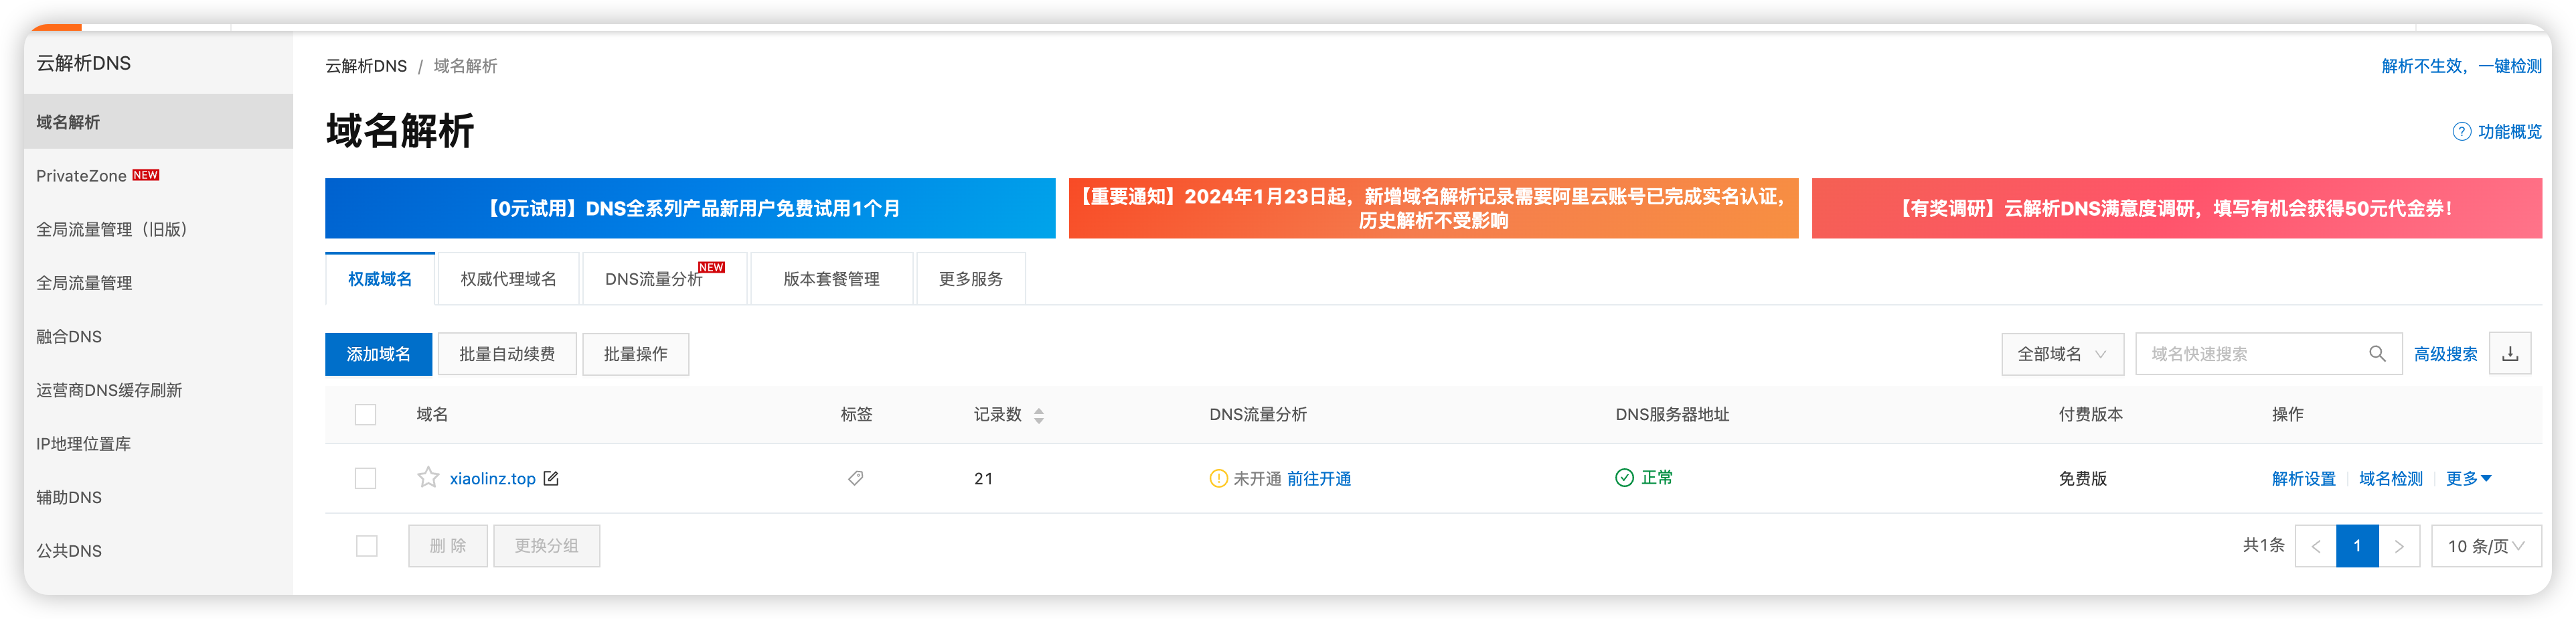 云解析DNS
域名解析
PrivateZone NEW
全局流量管理（旧版）
全局流量管理
融合DNS
运营商DNS缓存刷新
IP地理位置库
辅助DNS
公共DNS
云解析DNS / 域名解析
解析不生效，一键检测
域名解析
功能概览
【0元试用】DNS全系列产品新用户免费试用1个月
【重要通知】2024年1月23日起，新增域名解析记录需要阿里云账号已完成实名认证，
历史解析不受影响
【有奖调研】云解析DNS满意度调研，填写有机会获得50元代金券！
权威域名 权威代理域名 DNS流量分析 NEW 版本套餐管理 更多服务
添加域名 批量自动续费 批量操作 全部域名 域名快速搜索 高级搜索
域名 标签 记录数 DNS流量分析 DNS服务器地址 付费版本 操作
xiaolinz.top 21 未开通 前往开通 正常 免费版 解析设置 域名检测 更多
删 除 更换分组 共1条 1 10 条/页